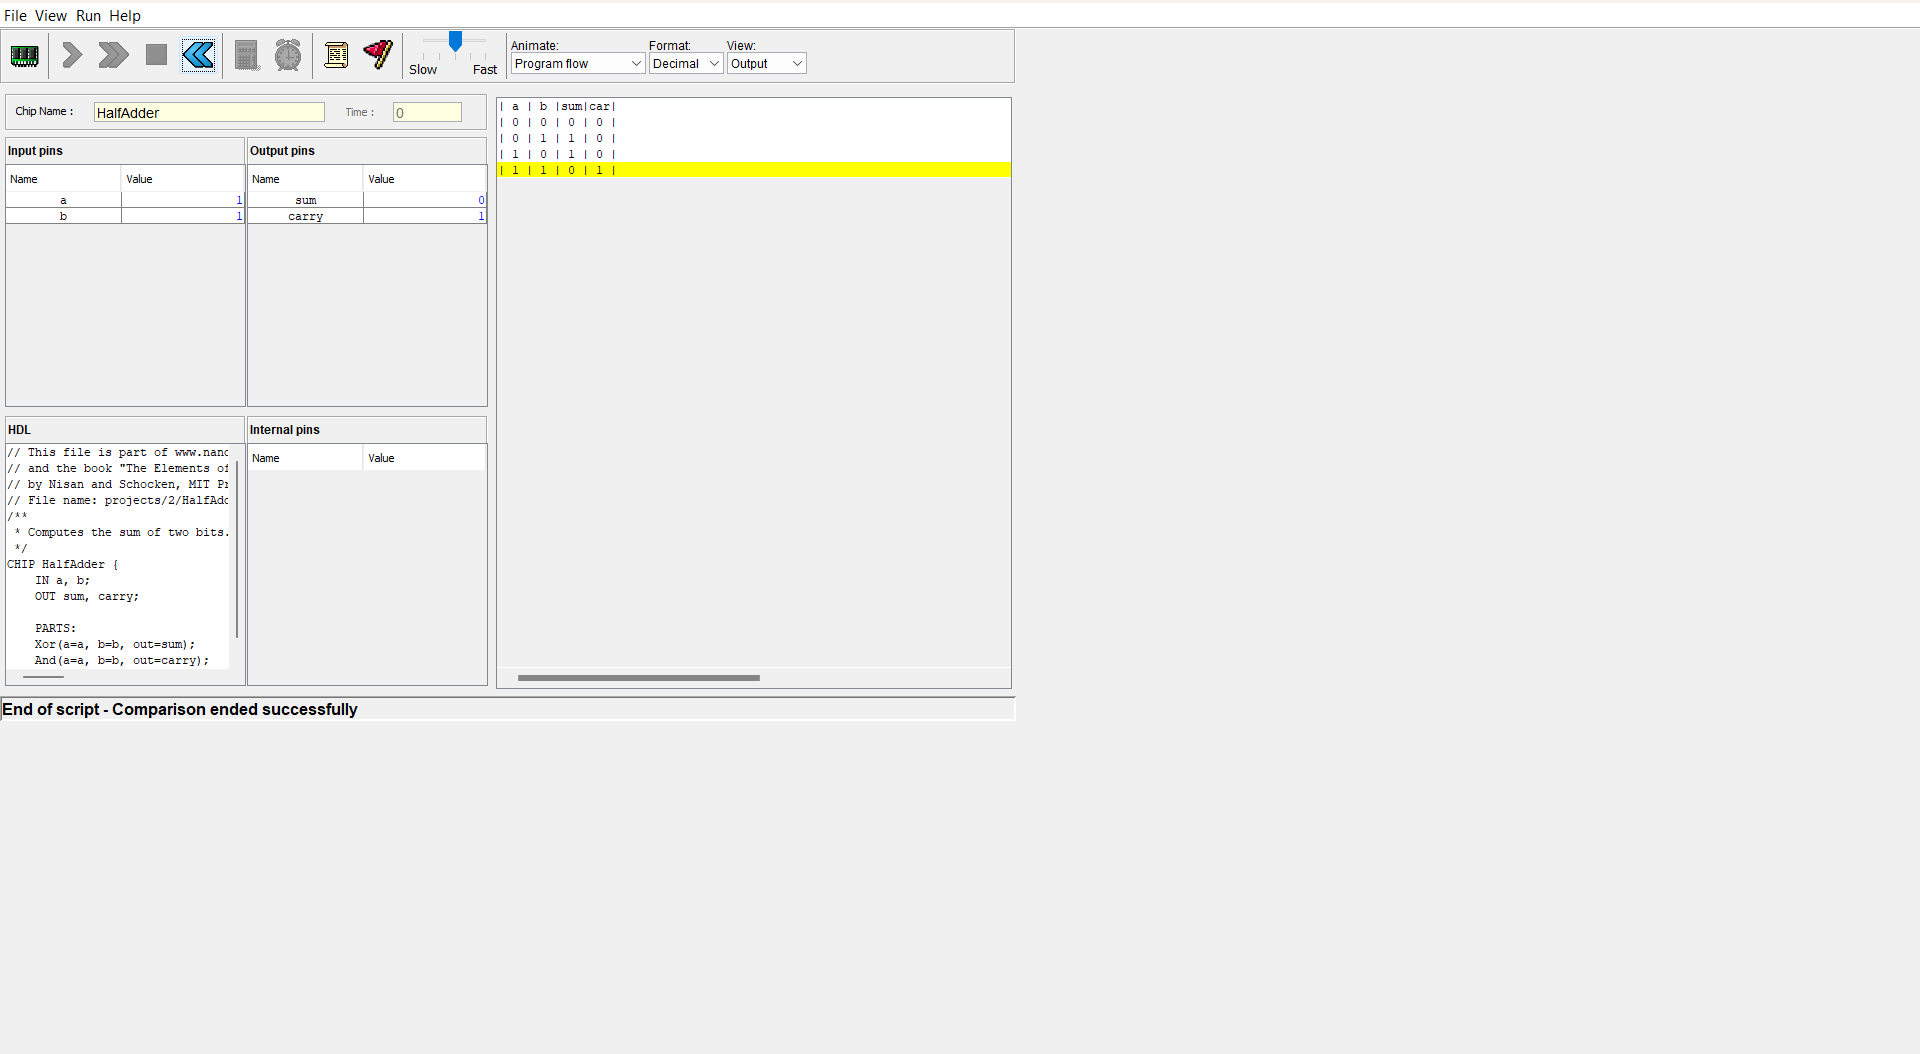 File View Run Help
Slow Fast
Animate: Format: View:
Program flow Decimal Output
Chip Name : HalfAdder Time : 0
Input pins
Name Value
a 1
b 1
Output pins
Name Value
sum 0
carry 1
| a | b |sum|car|
| 0 | 0 | 0 | 0 |
| 0 | 1 | 1 | 0 |
| 1 | 0 | 1 | 0 |
| 1 | 1 | 0 | 1 |
HDL
// This file is part of www.nand
// and the book "The Elements of
// by Nisan and Schocken, MIT Pr
// File name: projects/2/HalfAdd
/**
* Computes the sum of two bits.
*/
CHIP HalfAdder {
IN a, b;
OUT sum, carry;
PARTS:
Xor(a=a, b=b, out=sum);
And(a=a, b=b, out=carry);
Internal pins
Name Value
End of script - Comparison ended successfully